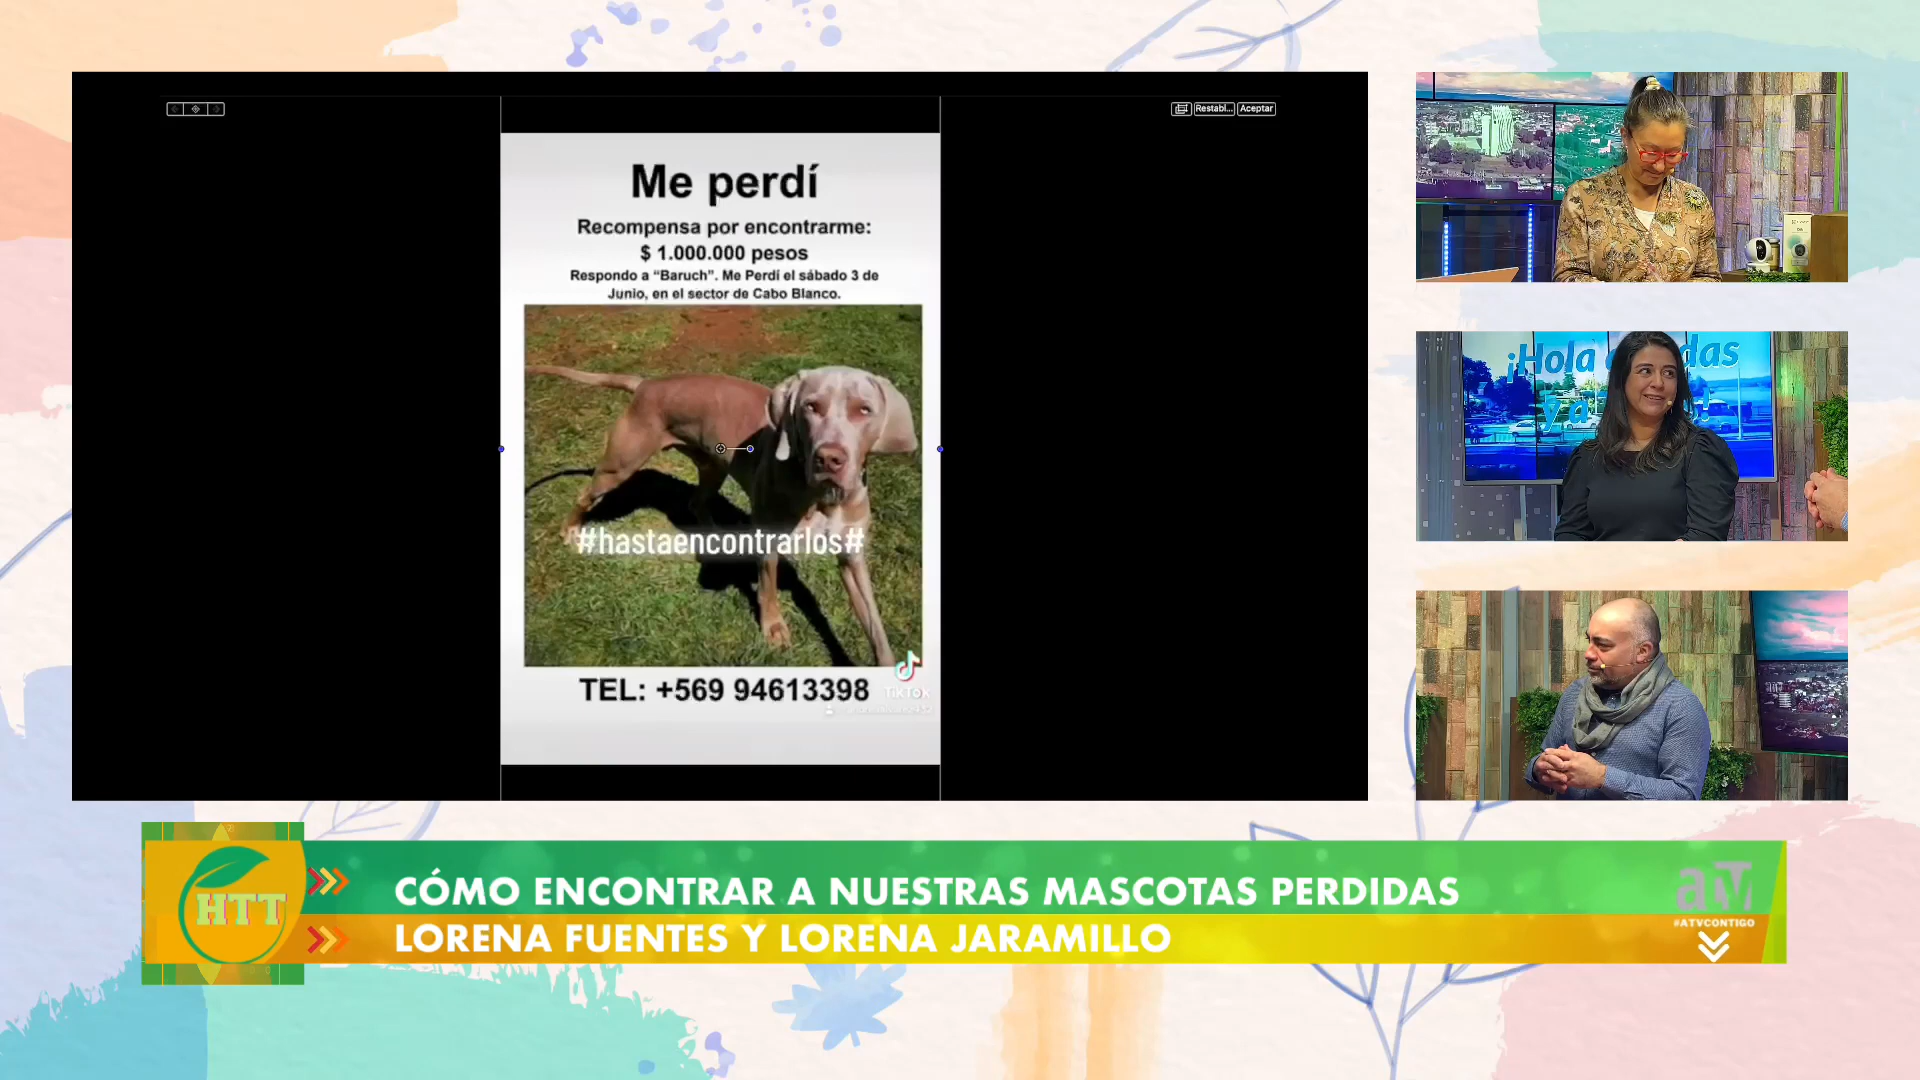 Restabl...
Aceptar
Me perdí
Recompensa por encontrarme:
$ 1.000.000 pesos
Respondo a “Baruch”. Me Perdí el sábado 3 de
Junio, en el sector de Cabo Blanco.
#hastaencontrarlos#
TEL: +569 94613398
TikTok
¡Hola
das
y a
HTT
CÓMO ENCONTRAR A NUESTRAS MASCOTAS PERDIDAS
LORENA FUENTES Y LORENA JARAMILLO
atv
#ATVCONTIGO